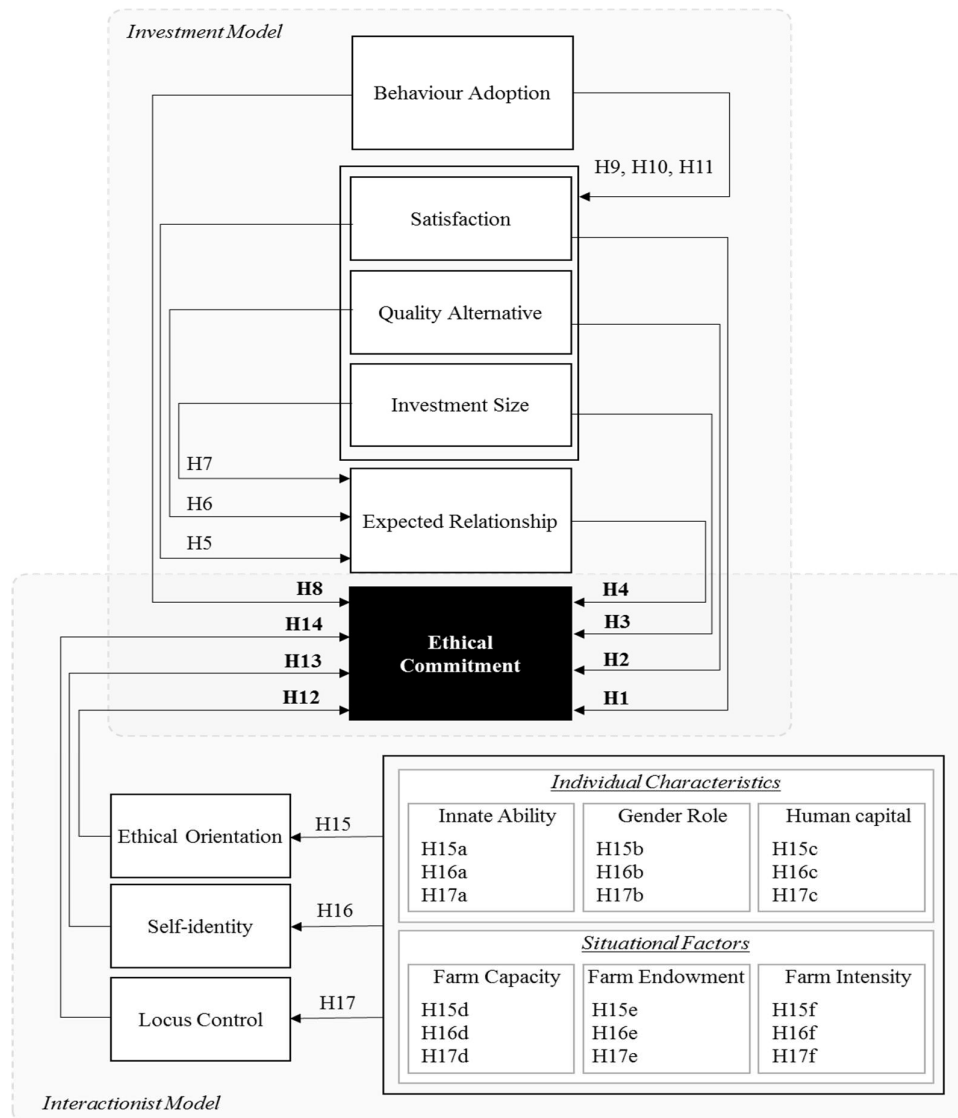 Investment Model
Behaviour Adoption
H9, H10, H11
Satisfaction
Quality Alternative
Investment Size
H7
H6
Expected Relationship
H5
H8
H4
H14
H3
Ethical
Commitment
H13
H2
H12
H1
Individual Characteristics
Innate Ability
H15a
H16a
H17a
Gender Role
H15b
H16b
H17b
Human capital
H15c
H16c
H17c
Ethical Orientation
H15
Self-identity
H16
Situational Factors
Farm Capacity
H15d
H16d
H17d
Farm Endowment
H15e
H16e
H17e
Farm Intensity
H15f
H16f
H17f
Locus Control
H17
Interactionist Model